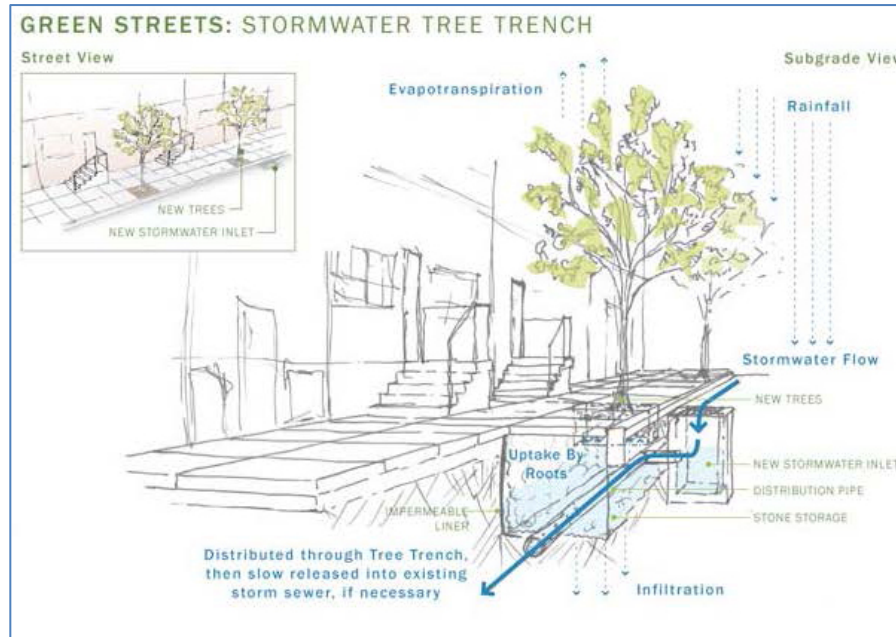 GREEN STREETS: STORMWATER TREE TRENCH
Street View
Subgrade View
NEW TREES
NEW STORMWATER INLET
Evapotranspiration
Rainfall
Stormwater Flow
NEW TREES
Uptake By
Roots
NEW STORMWATER INLET
DISTRIBUTION PIPE
IMPERMEABLE
LINER
STONE STORAGE
Distributed through Tree Trench,
then slow released into existing
storm sewer, if necessary
Infiltration